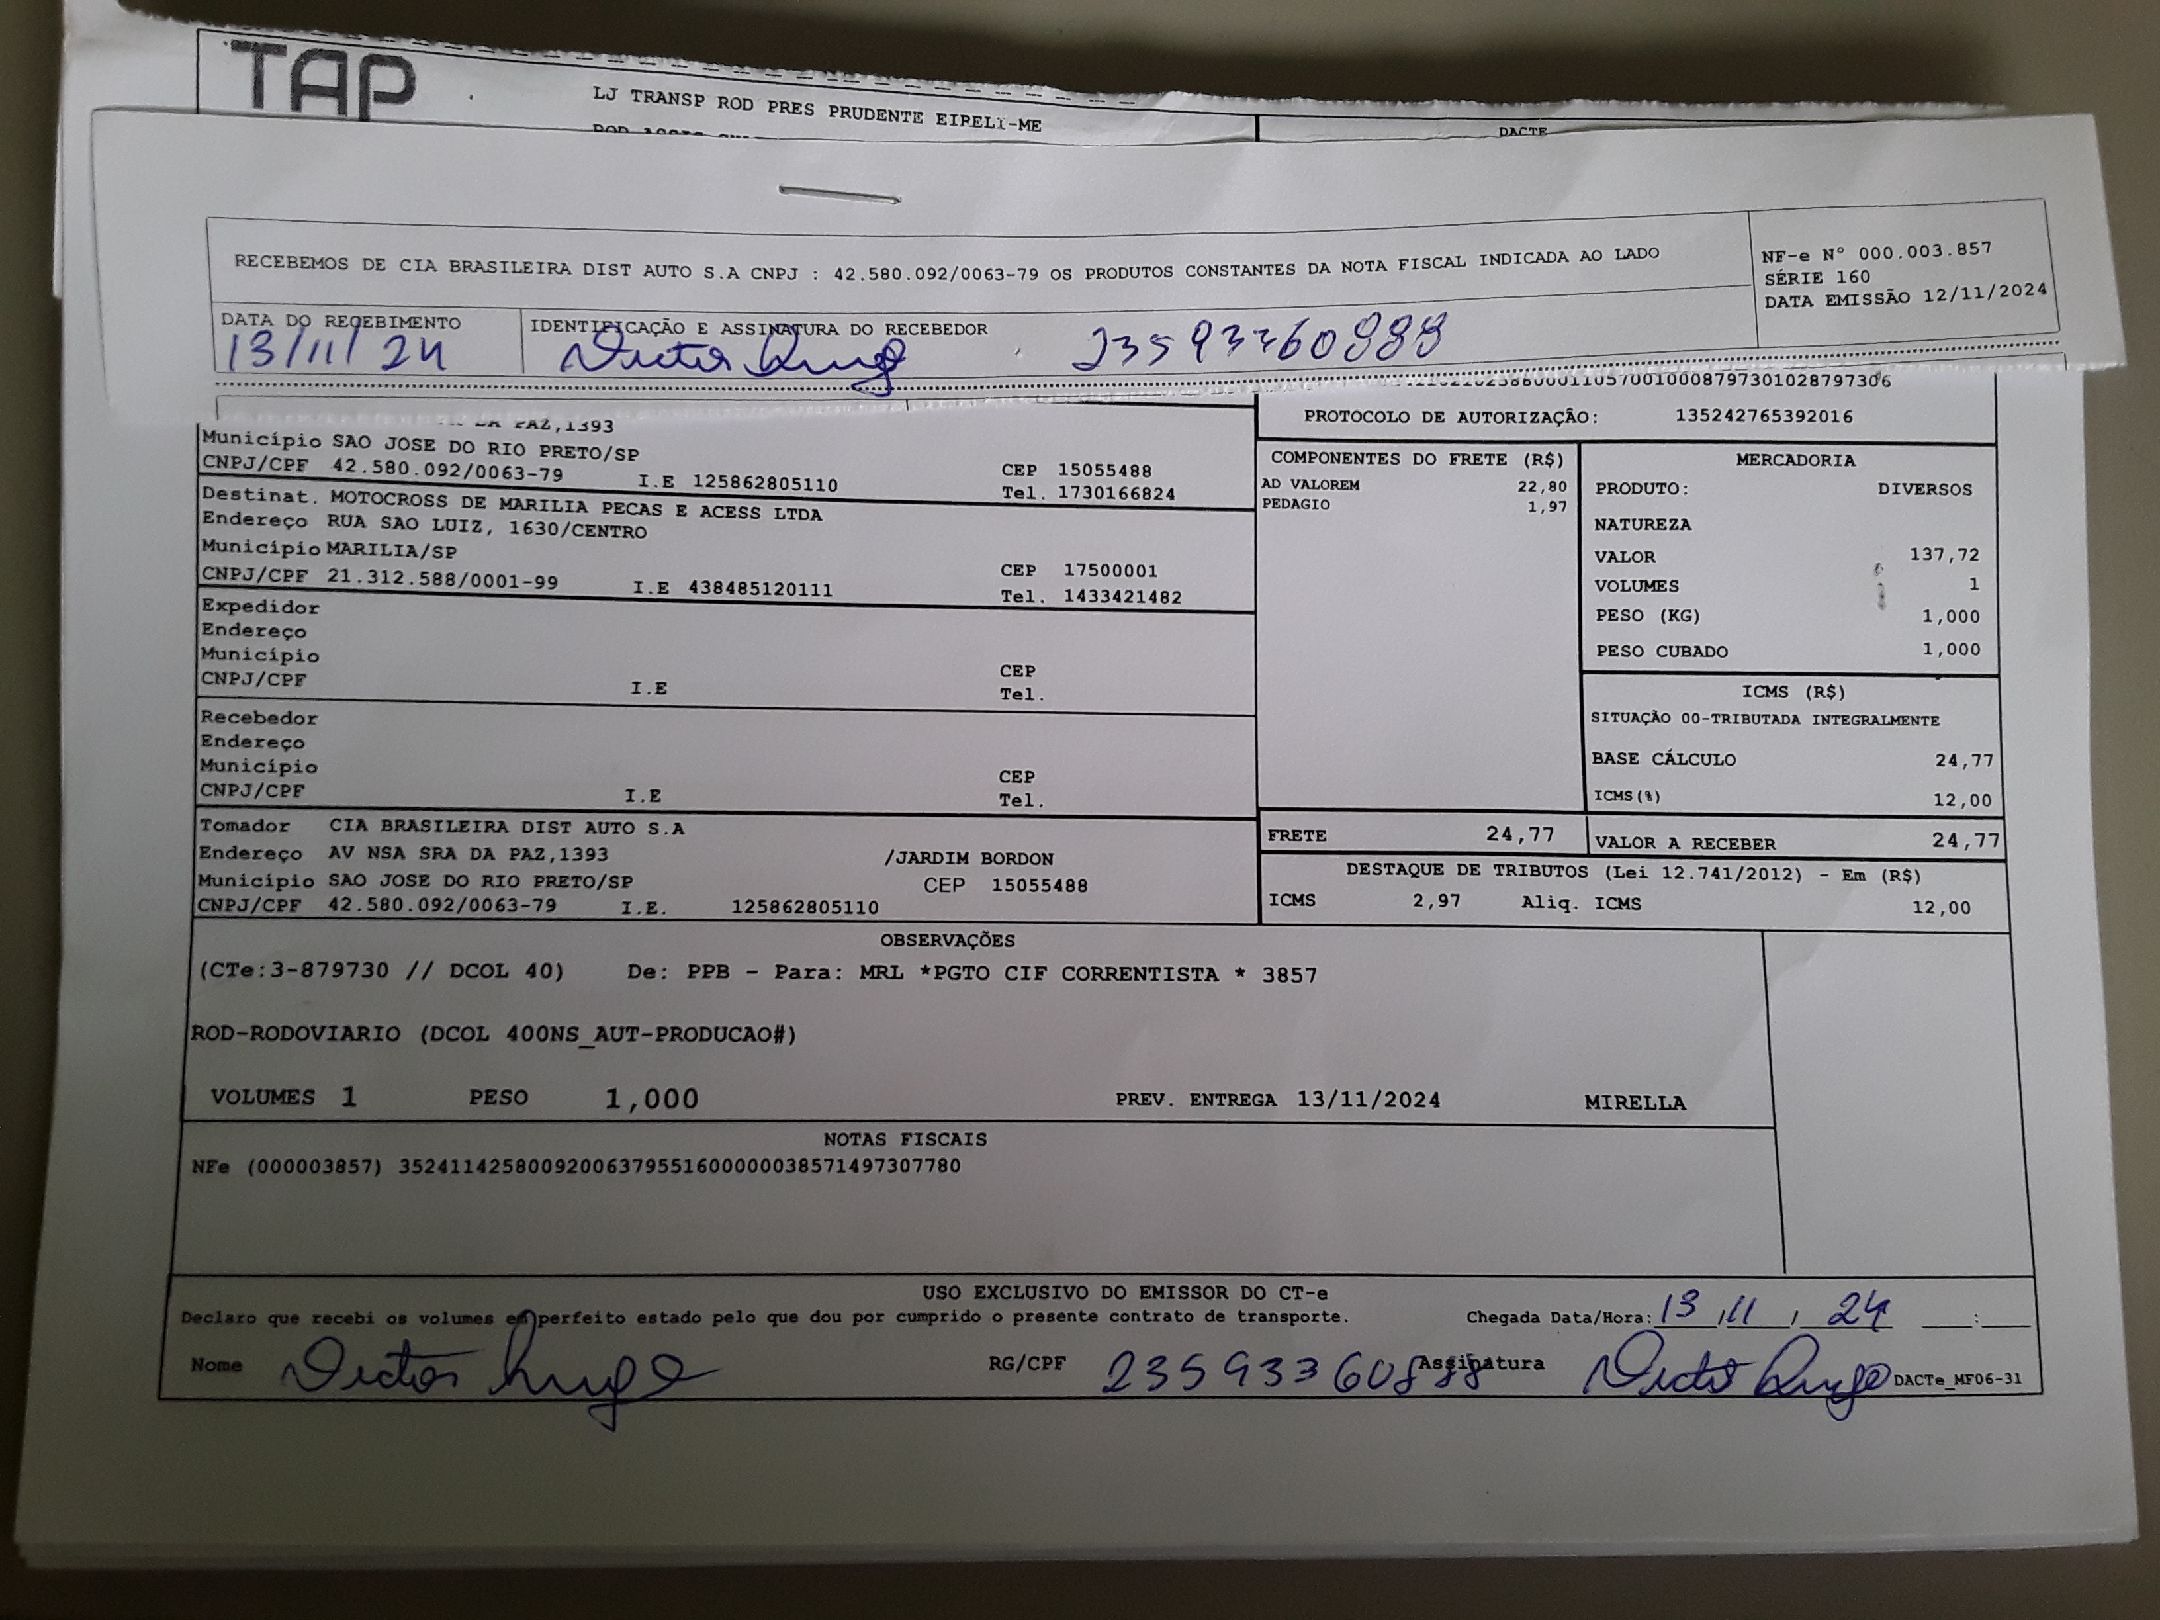 TAP
LJ TRANSP ROD PRES PRUDENTE EIRELI-ME
DACTE
RECEBEMOS DE CIA BRASILEIRA DIST AUTO S.A CNPJ : 42.580.092/0063-79 OS PRODUTOS CONSTANTES DA NOTA FISCAL INDICADA AO LADO
NF-e Nº 000.003.857
SÉRIE 160
DATA EMISSÃO 12/11/2024
DATA DO RECEBIMENTO
13/11/24
IDENTIFICAÇÃO E ASSINATURA DO RECEBEDOR
Victor Hugo 23593360888
DA PAZ,1393
Município SAO JOSE DO RIO PRETO/SP
CNPJ/CPF 42.580.092/0063-79 I.E 125862805110
CEP 15055488
Tel. 1730166824
Destinat. MOTOCROSS DE MARILIA PECAS E ACESS LTDA
Endereço RUA SAO LUIZ, 1630/CENTRO
Município MARILIA/SP
CNPJ/CPF 21.312.588/0001-99 I.E 438485120111
CEP 17500001
Tel. 1433421482
Expedidor
Endereço
Município
CNPJ/CPF I.E
CEP
Tel.
Recebedor
Endereço
Município
CNPJ/CPF I.E
CEP
Tel.
Tomador CIA BRASILEIRA DIST AUTO S.A
Endereço AV NSA SRA DA PAZ,1393 /JARDIM BORDON
Município SAO JOSE DO RIO PRETO/SP CEP 15055488
CNPJ/CPF 42.580.092/0063-79 I.E. 125862805110
PROTOCOLO DE AUTORIZAÇÃO: 135242765392016
COMPONENTES DO FRETE (R$)
AD VALOREM 22,80
PEDAGIO 1,97
MERCADORIA
PRODUTO: DIVERSOS
NATUREZA
VALOR 137,72
VOLUMES 1
PESO (KG) 1,000
PESO CUBADO 1,000
ICMS (R$)
SITUAÇÃO 00-TRIBUTADA INTEGRALMENTE
BASE CÁLCULO 24,77
ICMS(%) 12,00
FRETE 24,77
VALOR A RECEBER 24,77
DESTAQUE DE TRIBUTOS (Lei 12.741/2012) - Em (R$)
ICMS 2,97 Aliq. ICMS 12,00
OBSERVAÇÕES
(CTe:3-879730 // DCOL 40) De: PPB - Para: MRL *PGTO CIF CORRENTISTA * 3857
ROD-RODOVIARIO (DCOL 400NS_AUT-PRODUCAO#)
VOLUMES 1 PESO 1,000 PREV. ENTREGA 13/11/2024 MIRELLA
NOTAS FISCAIS
NFe (000003857) 35241142580092006379551600000038571497307780
USO EXCLUSIVO DO EMISSOR DO CT-e
Declaro que recebi os volumes em perfeito estado pelo que dou por cumprido o presente contrato de transporte.
Chegada Data/Hora: 13/11/24 ___:___
Nome Victor Hugo RG/CPF 23593360888 Assinatura Victor Hugo DACTe_MF06-31